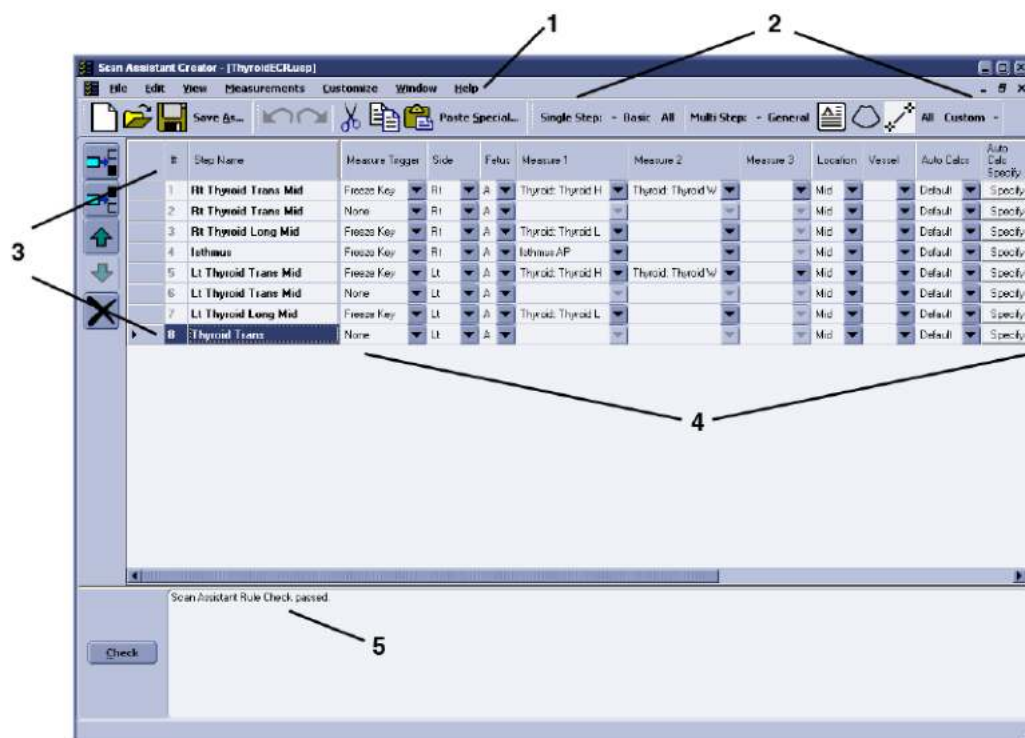 1
2
Scan Assistant Creator - [ThyroidECR.usp]
File Edit View Measurements Customize Window Help
Save As... Paste Special... Single Step: - Basic All Multi Step: - General All Custom -
# Step Name Measure Trigger Side Fetus Measure 1 Measure 2 Measure 3 Location Vessel Auto Calcs Auto Calc Specify
1 Rt Thyroid Trans Mid Freeze Key Rt A Thyroid: Thyroid H Thyroid: Thyroid W Mid Default Specify
2 Rt Thyroid Trans Mid None Rt A Mid Default Specify
3 Rt Thyroid Long Mid Freeze Key Rt A Thyroid: Thyroid L Mid Default Specify
4 Isthmus Freeze Key Rt A Isthmus AP Mid Default Specify
5 Lt Thyroid Trans Mid Freeze Key Lt A Thyroid: Thyroid H Thyroid: Thyroid W Mid Default Specify
6 Lt Thyroid Trans Mid None Lt A Mid Default Specify
7 Lt Thyroid Long Mid Freeze Key Lt A Thyroid: Thyroid L Mid Default Specify
8 Thyroid Trans None Lt A Mid Default Specify
3
4
Scan Assistant Rule Check passed.
5
Check